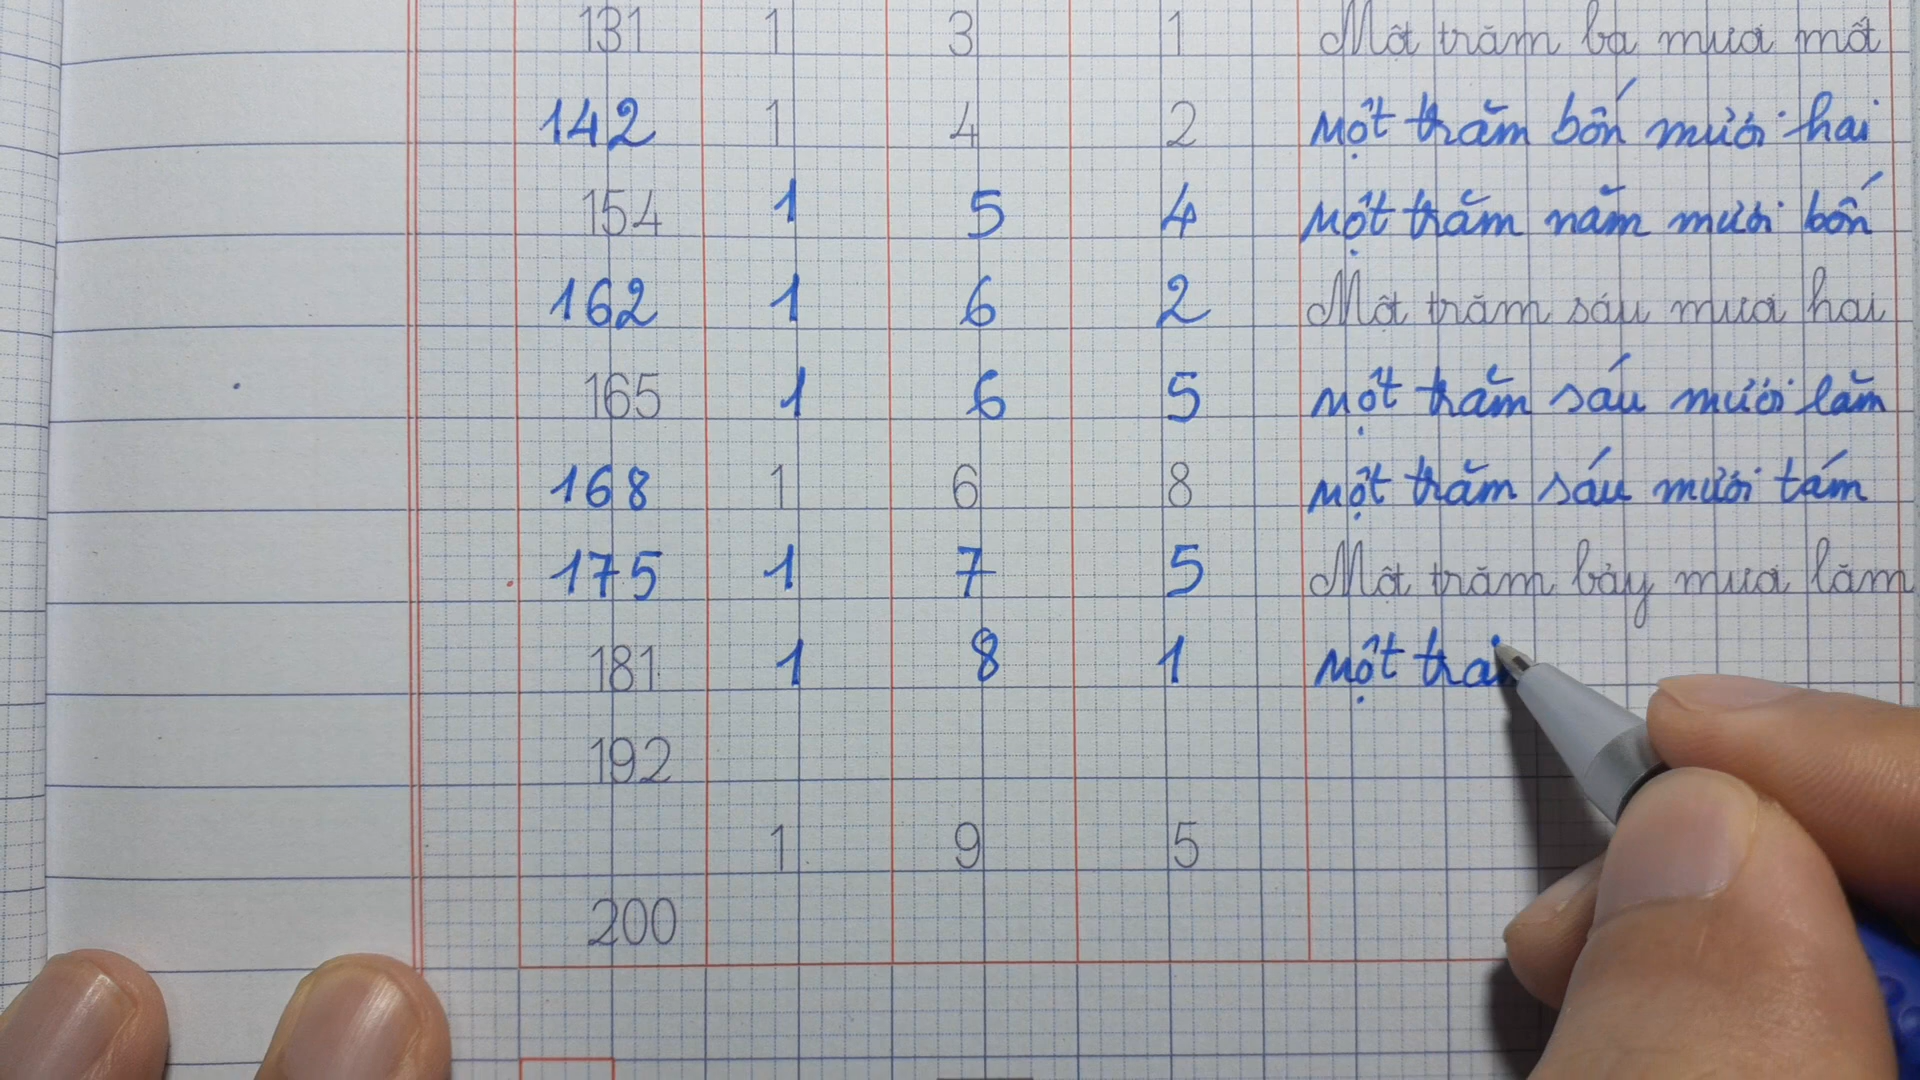 131 1 3 1 Một trăm ba mươi mốt
142 1 4 2 Một trăm bốn mươi hai
154 1 5 4 Một trăm năm mươi bốn
162 1 6 2 Một trăm sáu mươi hai
165 1 6 5 Một trăm sáu mươi lăm
168 1 6 8 Một trăm sáu mươi tám
175 1 7 5 Một trăm bảy mươi lăm
181 1 8 1 Một tra
192
1 9 5
200